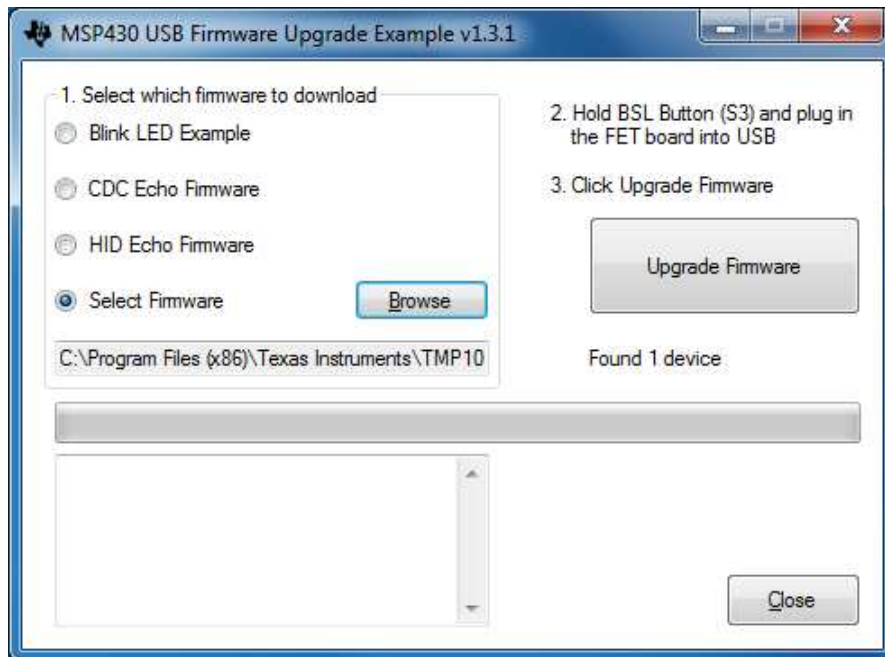 MSP430 USB Firmware Upgrade Example v1.3.1
1. Select which firmware to download
Blink LED Example
CDC Echo Firmware
HID Echo Firmware
Select Firmware
Browse
C:\Program Files (x86)\Texas Instruments\TMP10
2. Hold BSL Button (S3) and plug in
the FET board into USB
3. Click Upgrade Firmware
Upgrade Firmware
Found 1 device
Close